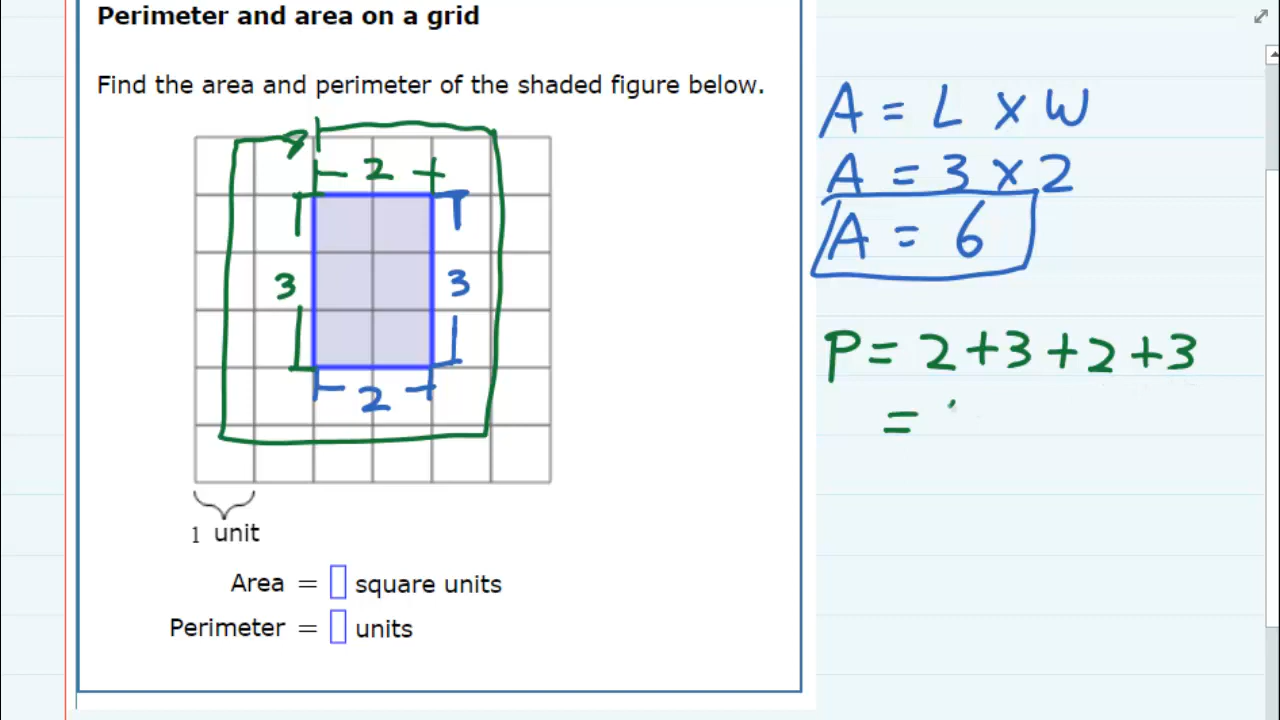 Perimeter and area on a grid
Find the area and perimeter of the shaded figure below.
2
3
3
2
1 unit
Area = square units
Perimeter = units
A = L × W
A = 3 × 2
A = 6
P = 2 + 3 + 2 + 3
=